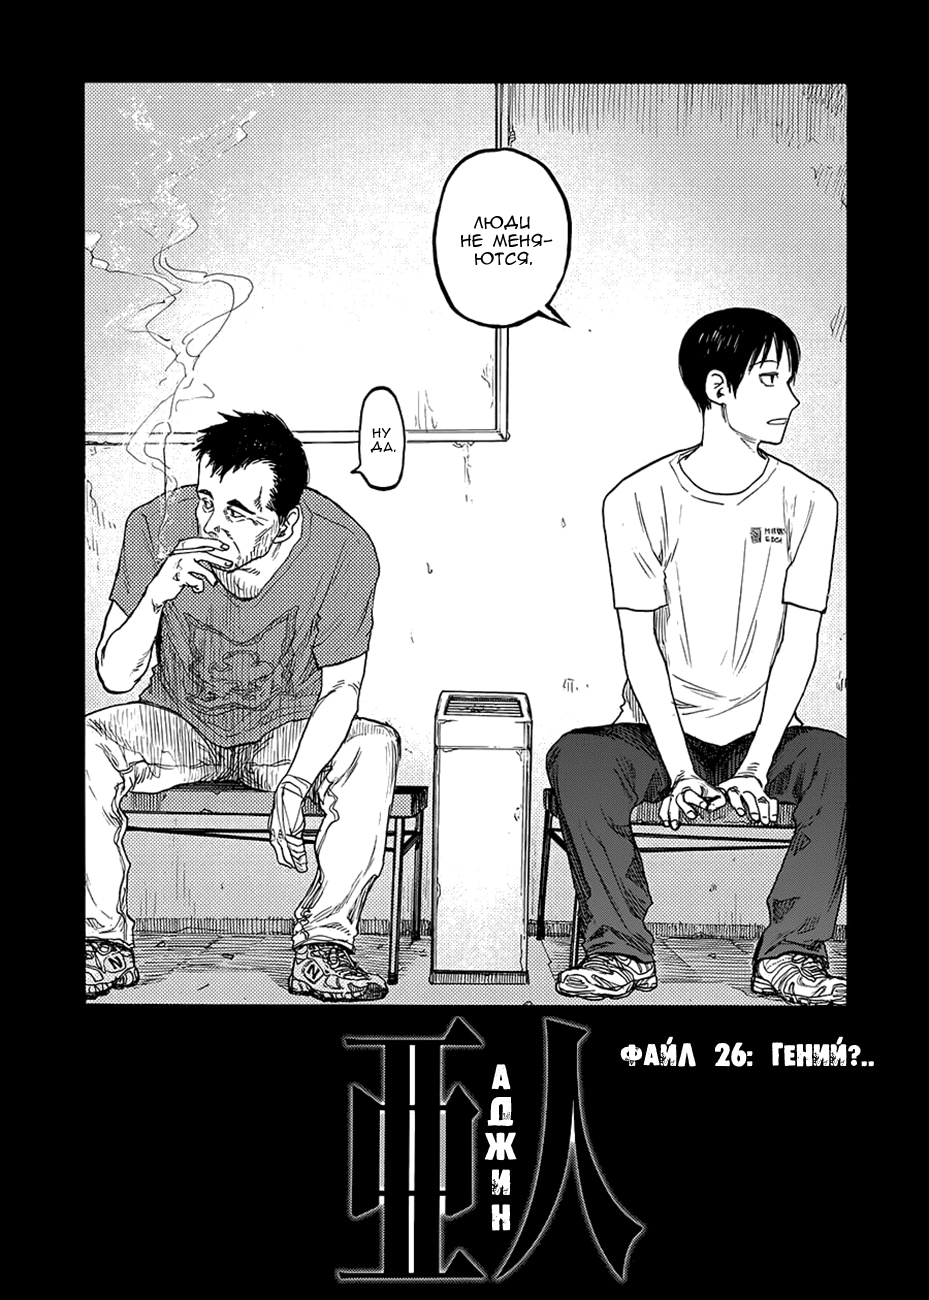 ЛЮДИ
НЕ МЕНЯ-
ЮТСЯ.
НУ
ДА.
N
N
ФАЙЛ 26: ГЕНИЙ?..
亜人
АДЖИН